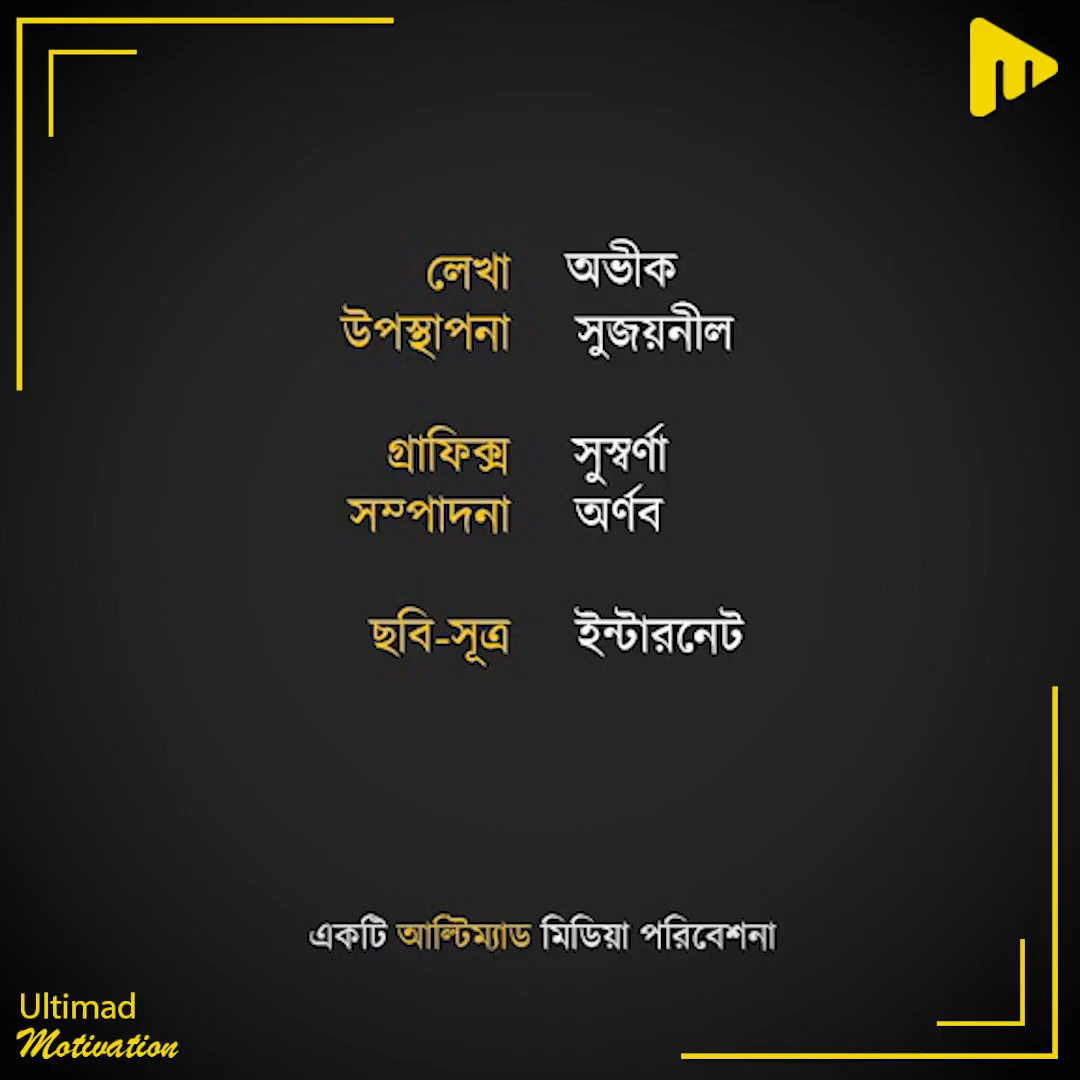 লেখা অভীক
উপস্থাপনা সুজয়নীল
গ্রাফিক্স সুস্বর্ণা
সম্পাদনা অর্ণব
ছবি-সূত্র ইন্টারনেট
একটি আল্টিম্যাড মিডিয়া পরিবেশনা
Ultimad
Motivation